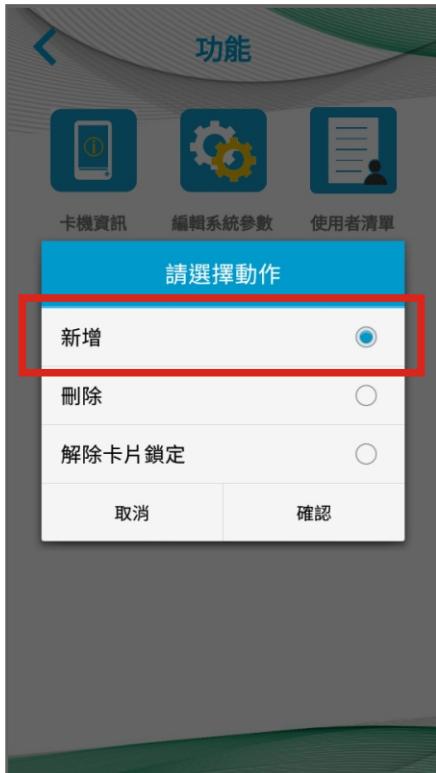 功能
卡機資訊 編輯系統參數 使用者清單
請選擇動作
新增
刪除
解除卡片鎖定
取消 確認